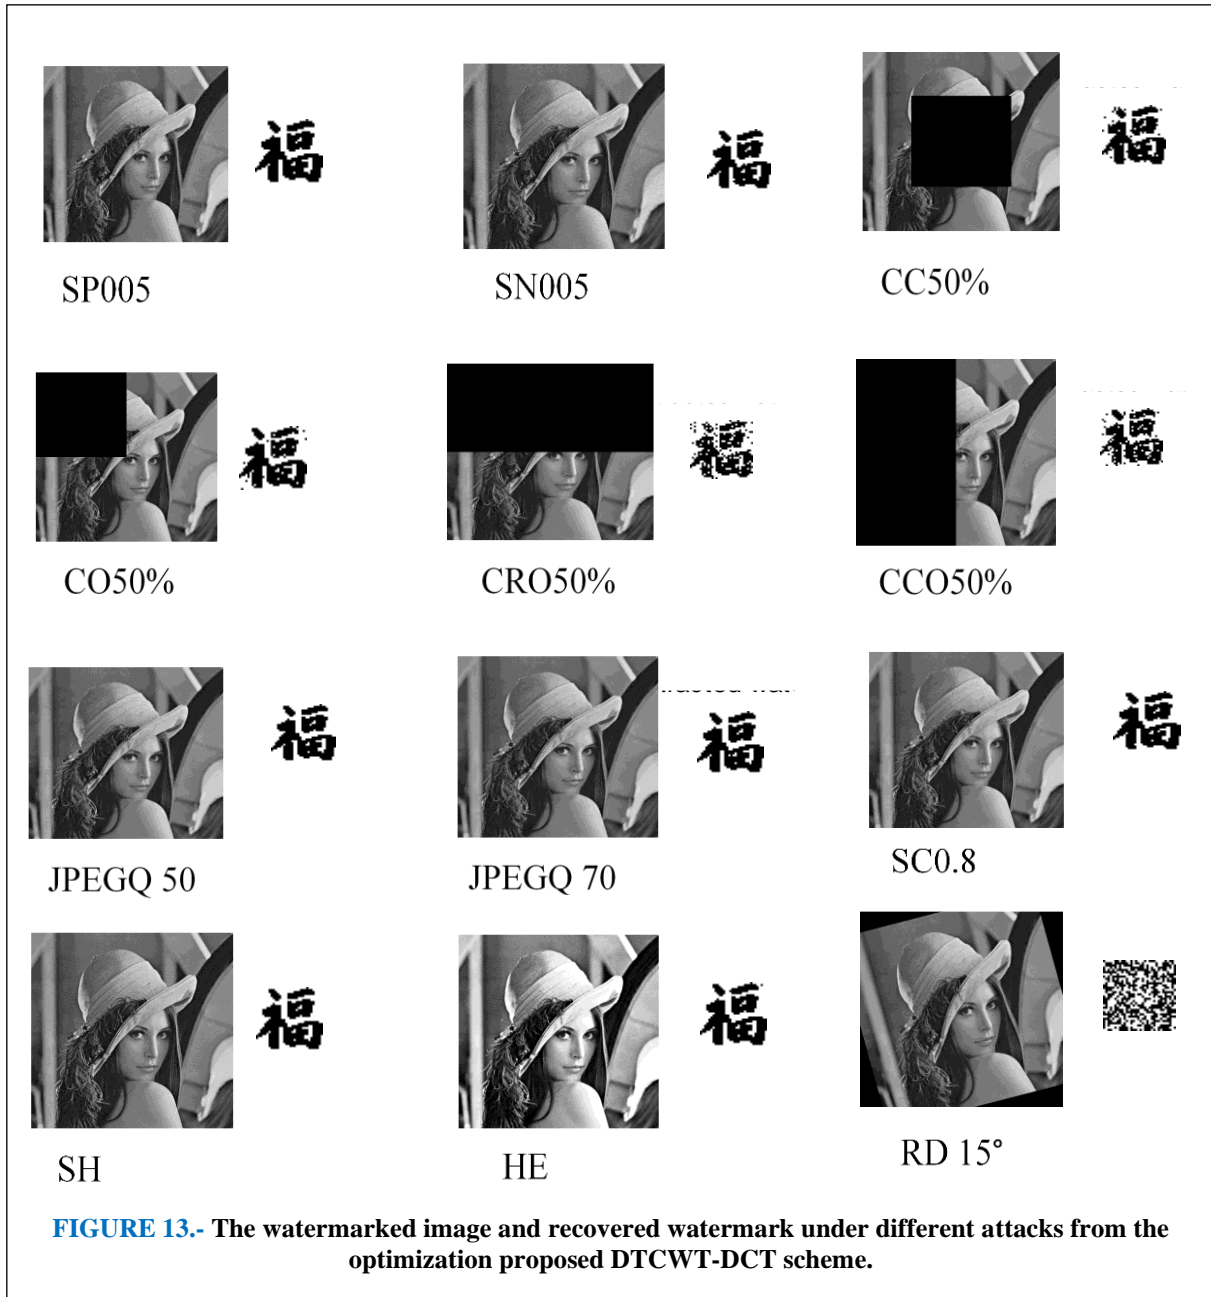 福
福
福
SP005
SN005
CC50%
福
福
福
CO50%
CRO50%
CCO50%
福
福
福
JPEGQ 50
JPEGQ 70
SC0.8
福
福
SH
HE
RD 15°
FIGURE 13.- The watermarked image and recovered watermark under different attacks from the
optimization proposed DTCWT-DCT scheme.